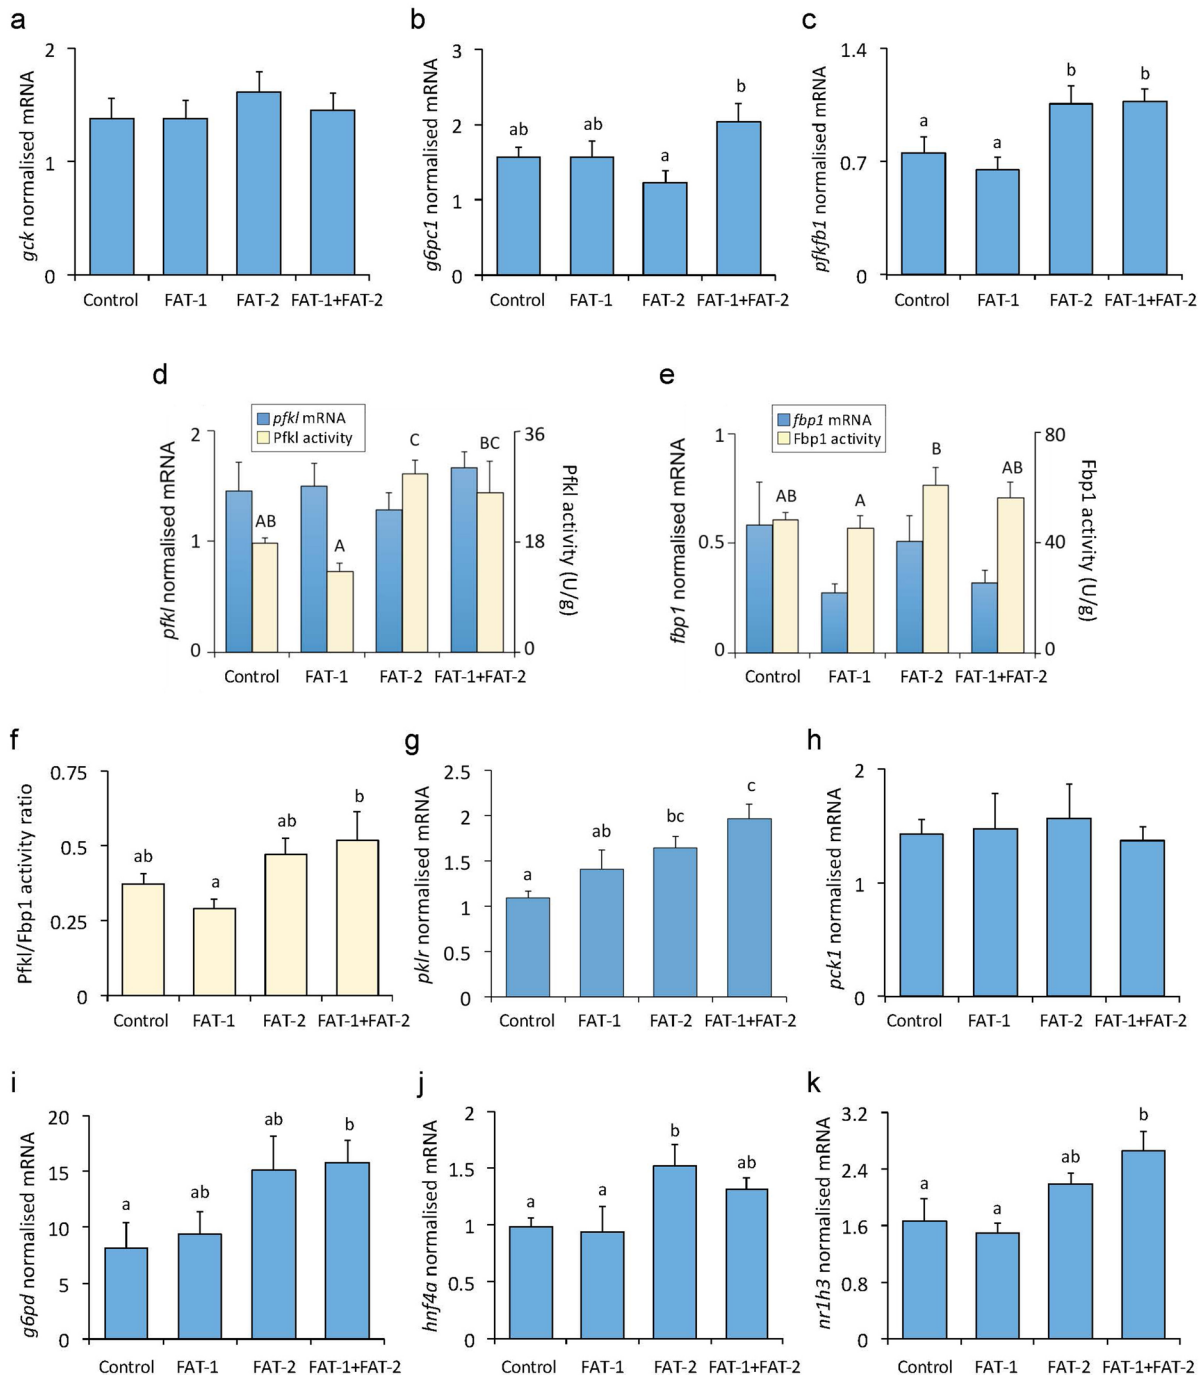 a
gck normalised mRNA
2
1
0
Control FAT-1 FAT-2 FAT-1+FAT-2
b
g6pc1 normalised mRNA
3
2
1
0
ab ab a b
Control FAT-1 FAT-2 FAT-1+FAT-2
c
pfkfb1 normalised mRNA
1.4
0.7
0
a a b b
Control FAT-1 FAT-2 FAT-1+FAT-2
d
pfkl mRNA
Pfkl activity
pfkl normalised mRNA
2
1
0
AB A C BC
36
18
0
Pfkl activity (U/g)
Control FAT-1 FAT-2 FAT-1+FAT-2
e
fbp1 mRNA
Fbp1 activity
fbp1 normalised mRNA
1
0.5
0
AB A B AB
80
40
0
Fbp1 activity (U/g)
Control FAT-1 FAT-2 FAT-1+FAT-2
f
Pfkl/Fbp1 activity ratio
0.75
0.5
0.25
0
ab a ab b
Control FAT-1 FAT-2 FAT-1+FAT-2
g
pklr normalised mRNA
2.5
2
1.5
1
0.5
0
a ab bc c
Control FAT-1 FAT-2 FAT-1+FAT-2
h
pck1 normalised mRNA
2
1
0
Control FAT-1 FAT-2 FAT-1+FAT-2
i
g6pd normalised mRNA
20
15
10
5
0
a ab ab b
Control FAT-1 FAT-2 FAT-1+FAT-2
j
hnf4a normalised mRNA
2
1.5
1
0.5
0
a a b ab
Control FAT-1 FAT-2 FAT-1+FAT-2
k
nr1h3 normalised mRNA
3.2
2.4
1.6
0.8
0
a a ab b
Control FAT-1 FAT-2 FAT-1+FAT-2